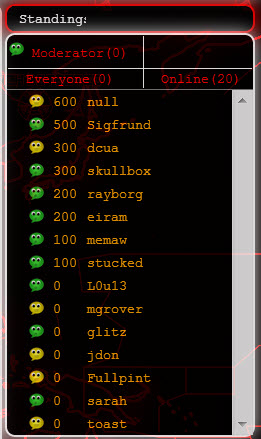 Standings
Moderator(0)
Everyone(0) Online(20)
600 null
500 Sigfrund
300 dcua
300 skullbox
200 rayborg
200 eiram
100 memaw
100 stucked
0 L0u13
0 mgrover
0 glitz
0 jdon
0 Fullpint
0 sarah
0 toast